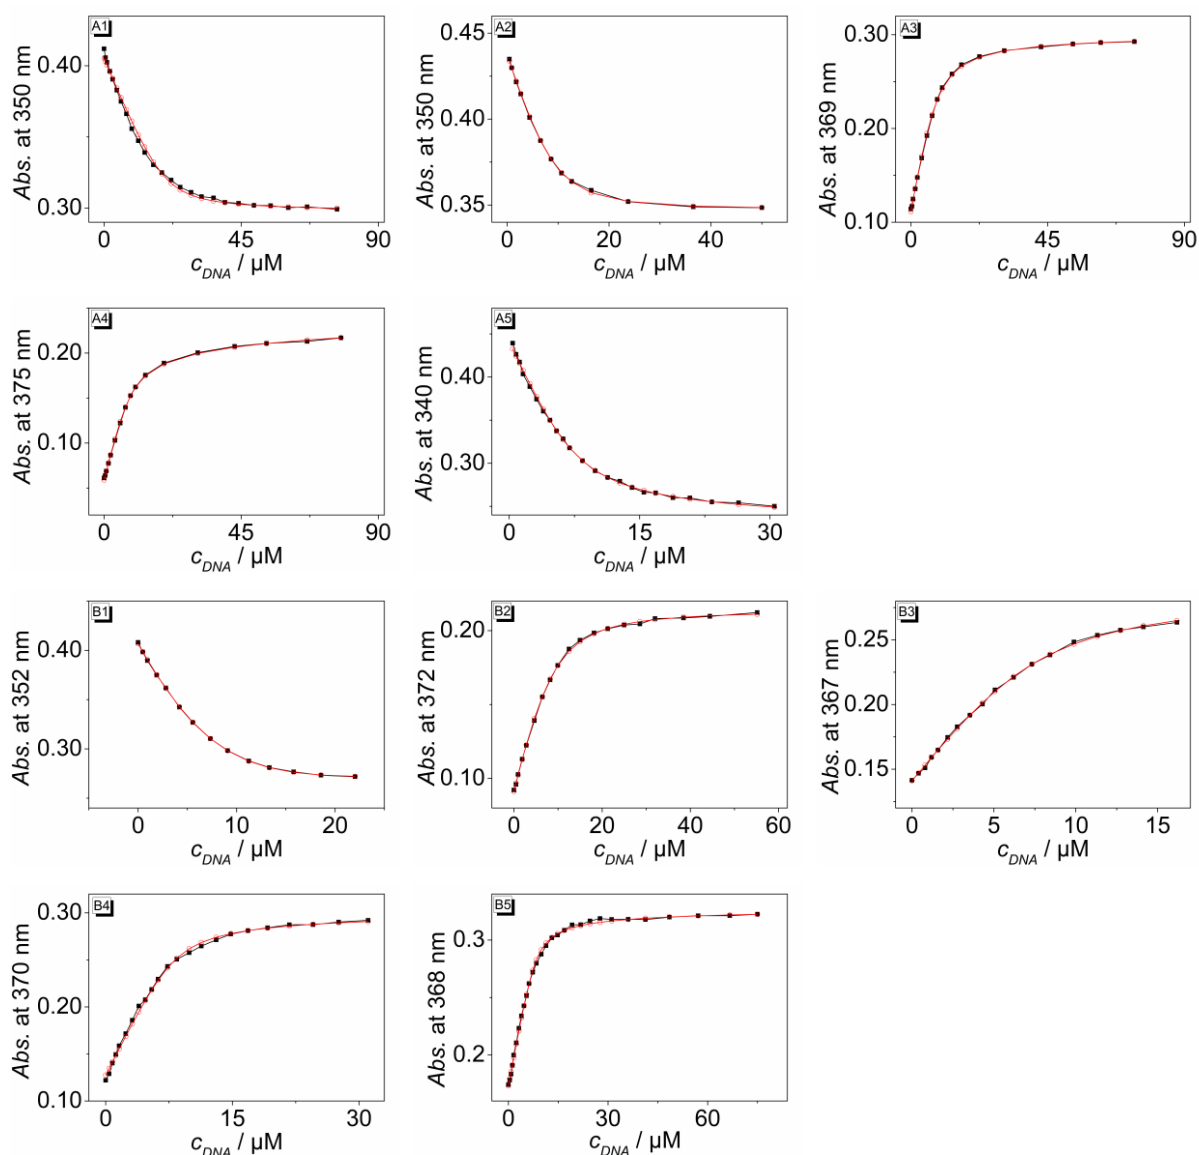 A1
Abs. at 350 nm
0.40
0.30
0 45 90
cDNA / µM
A2
Abs. at 350 nm
0.45
0.40
0.35
0 20 40
cDNA / µM
A3
Abs. at 369 nm
0.30
0.20
0.10
0 45 90
cDNA / µM
A4
Abs. at 375 nm
0.20
0.10
0 45 90
cDNA / µM
A5
Abs. at 340 nm
0.40
0.30
0 15 30
cDNA / µM
B1
Abs. at 352 nm
0.40
0.30
0 10 20
cDNA / µM
B2
Abs. at 372 nm
0.20
0.10
0 20 40 60
cDNA / µM
B3
Abs. at 367 nm
0.25
0.20
0.15
0 5 10 15
cDNA / µM
B4
Abs. at 370 nm
0.30
0.20
0.10
0 15 30
cDNA / µM
B5
Abs. at 368 nm
0.3
0.2
0 30 60
cDNA / µM